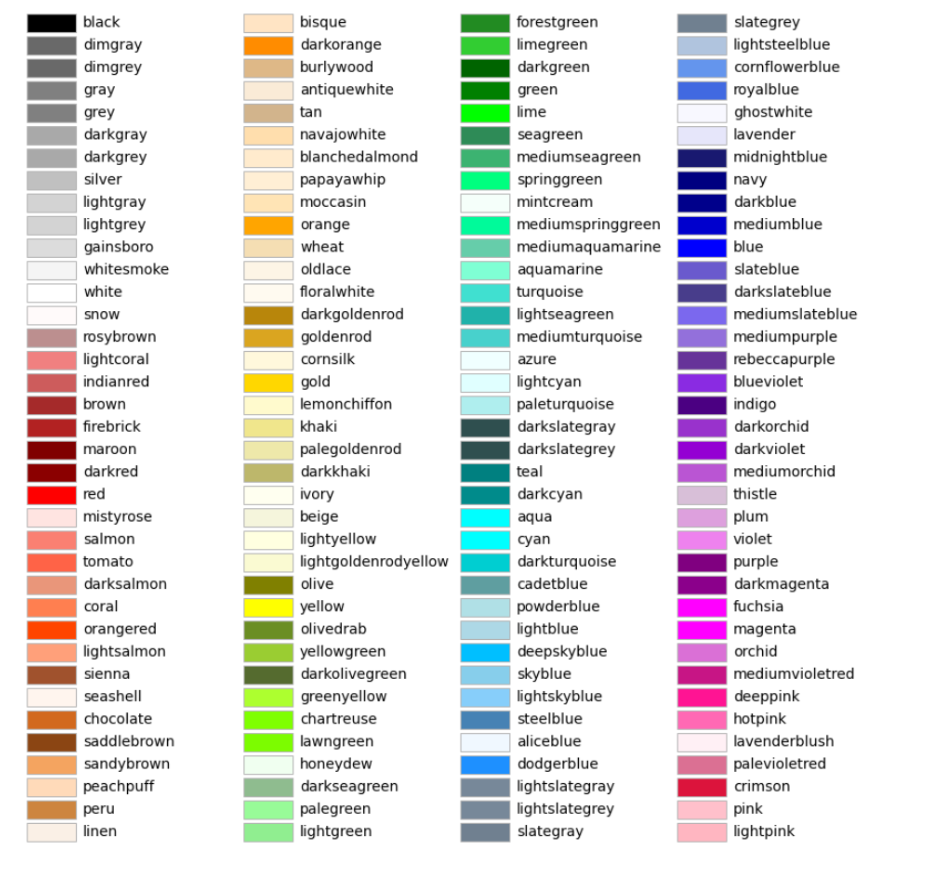 black
dimgray
dimgrey
gray
grey
darkgray
darkgrey
silver
lightgray
lightgrey
gainsboro
whitesmoke
white
snow
rosybrown
lightcoral
indianred
brown
firebrick
maroon
darkred
red
mistyrose
salmon
tomato
darksalmon
coral
orangered
lightsalmon
sienna
seashell
chocolate
saddlebrown
sandybrown
peachpuff
peru
linen
bisque
darkorange
burlywood
antiquewhite
tan
navajowhite
blanchedalmond
papayawhip
moccasin
orange
wheat
oldlace
floralwhite
darkgoldenrod
goldenrod
cornsilk
gold
lemonchiffon
khaki
palegoldenrod
darkkhaki
ivory
beige
lightyellow
lightgoldenrodyellow
olive
yellow
olivedrab
yellowgreen
darkolivegreen
greenyellow
chartreuse
lawngreen
honeydew
darkseagreen
palegreen
lightgreen
forestgreen
limegreen
darkgreen
green
lime
seagreen
mediumseagreen
springgreen
mintcream
mediumspringgreen
mediumaquamarine
aquamarine
turquoise
lightseagreen
mediumturquoise
azure
lightcyan
paleturquoise
darkslategray
darkslategrey
teal
darkcyan
aqua
cyan
darkturquoise
cadetblue
powderblue
lightblue
deepskyblue
skyblue
lightskyblue
steelblue
aliceblue
dodgerblue
lightslategray
lightslategrey
slategray
slategrey
lightsteelblue
cornflowerblue
royalblue
ghostwhite
lavender
midnightblue
navy
darkblue
mediumblue
blue
slateblue
darkslateblue
mediumslateblue
mediumpurple
rebeccapurple
blueviolet
indigo
darkorchid
darkviolet
mediumorchid
thistle
plum
violet
purple
darkmagenta
fuchsia
magenta
orchid
mediumvioletred
deeppink
hotpink
lavenderblush
palevioletred
crimson
pink
lightpink